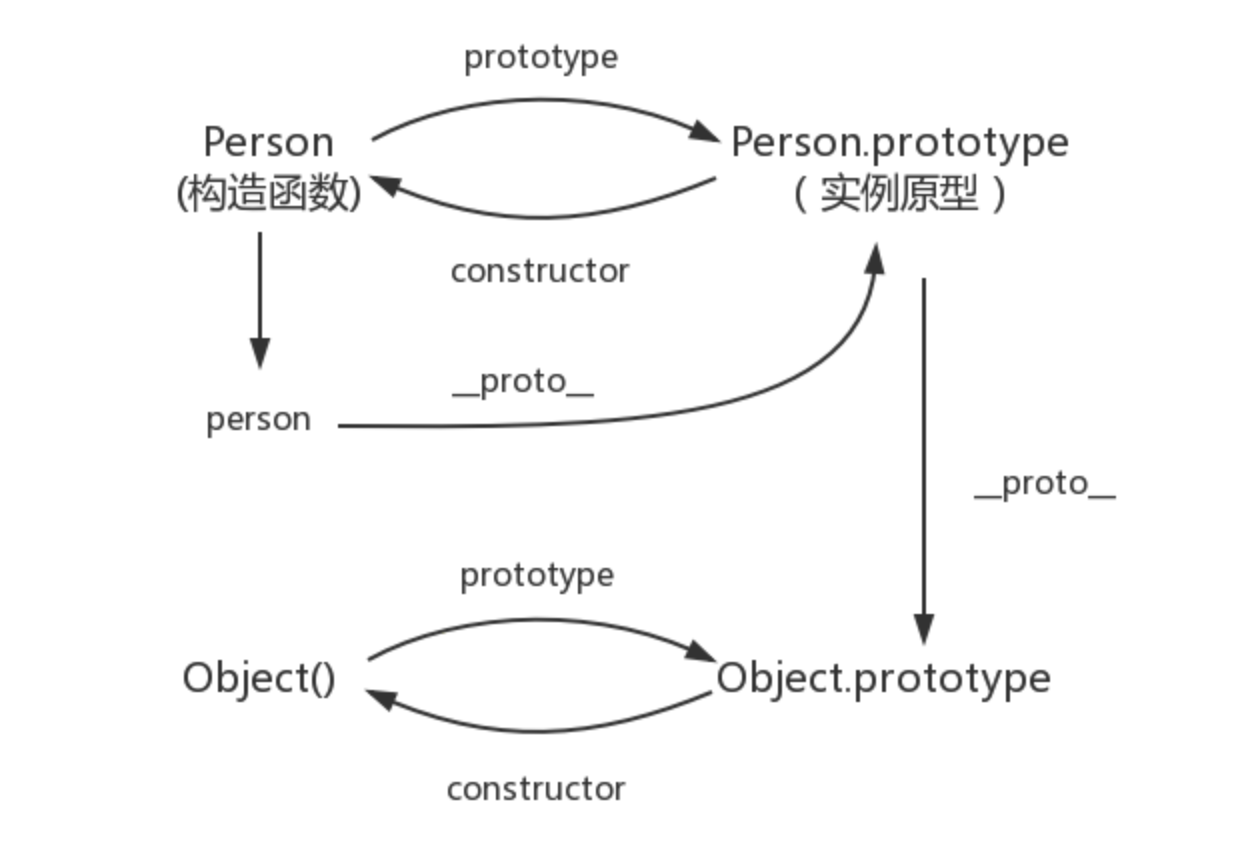 prototype
Person
(构造函数)
Person.prototype
（实例原型）
constructor
__proto__
person
__proto__
prototype
Object()
Object.prototype
constructor